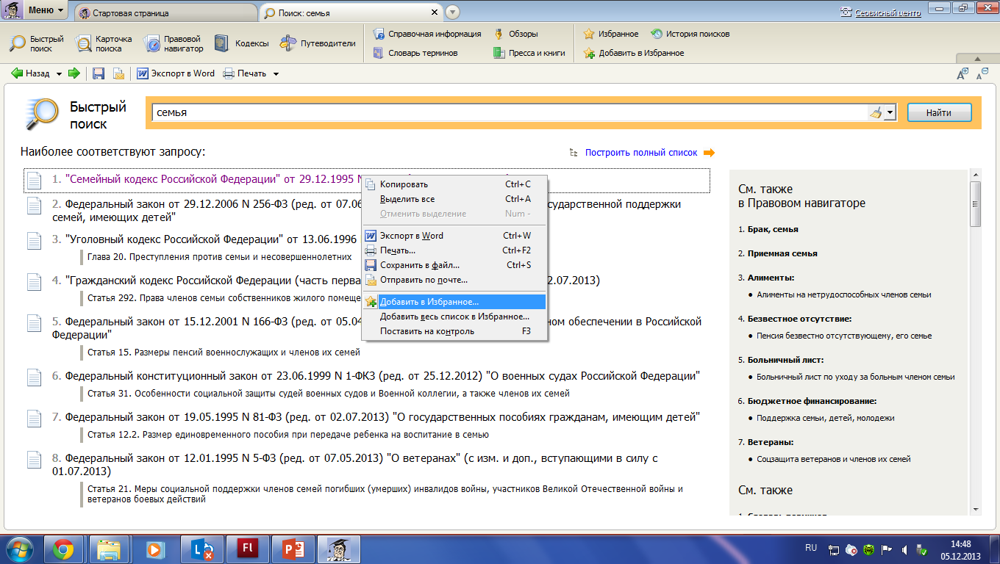 Меню
Стартовая страница
Поиск: семья
Сервисный центр
Быстрый поиск
Карточка поиска
Правовой навигатор
Кодексы
Путеводители
Справочная информация
Словарь терминов
Обзоры
Пресса и книги
Избранное
История поисков
Добавить в Избранное
Назад
Экспорт в Word
Печать
Быстрый
поиск
семья
Найти
Наиболее соответствуют запросу:
Построить полный список
1. "Семейный кодекс Российской Федерации" от 29.12.1995 N
2. Федеральный закон от 29.12.2006 N 256-ФЗ (ред. от 07.06 сударственной поддержки
семей, имеющих детей"
3. "Уголовный кодекс Российской Федерации" от 13.06.1996
Глава 20. Преступления против семьи и несовершеннолетних
4. "Гражданский кодекс Российской Федерации (часть перва 2.07.2013)
Статья 292. Права членов семьи собственников жилого помеще
5. Федеральный закон от 15.12.2001 N 166-ФЗ (ред. от 05.04 ном обеспечении в Российской
Федерации"
Статья 15. Размеры пенсий военнослужащих и членов их семей
6. Федеральный конституционный закон от 23.06.1999 N 1-ФКЗ (ред. от 25.12.2012) "О военных судах Российской Федерации"
Статья 31. Особенности социальной защиты судей военных судов и Военной коллегии, а также членов их семей
7. Федеральный закон от 19.05.1995 N 81-ФЗ (ред. от 02.07.2013) "О государственных пособиях гражданам, имеющим детей"
Статья 12.2. Размер единовременного пособия при передаче ребенка на воспитание в семью
8. Федеральный закон от 12.01.1995 N 5-ФЗ (ред. от 07.05.2013) "О ветеранах" (с изм. и доп., вступающими в силу с
01.07.2013)
Статья 21. Меры социальной поддержки членов семей погибших (умерших) инвалидов войны, участников Великой Отечественной войны и
ветеранов боевых действий
Копировать Ctrl+C
Выделить все Ctrl+A
Отменить выделение Num -
Экспорт в Word Ctrl+W
Печать... Ctrl+F2
Сохранить в файл... Ctrl+S
Отправить по почте...
Добавить в Избранное...
Добавить весь список в Избранное...
Поставить на контроль F3
См. также
в Правовом навигаторе
1. Брак, семья
2. Приемная семья
3. Алименты:
• Алименты на нетрудоспособных членов семьи
4. Безвестное отсутствие:
• Пенсия безвестно отсутствующему, его семье
5. Больничный лист:
• Больничный лист по уходу за больным членом семьи
6. Бюджетное финансирование:
• Поддержка семьи, детей, молодежи
7. Ветераны:
• Соцзащита ветеранов и членов их семей
См. также
Fl
RU
14:48
05.12.2013